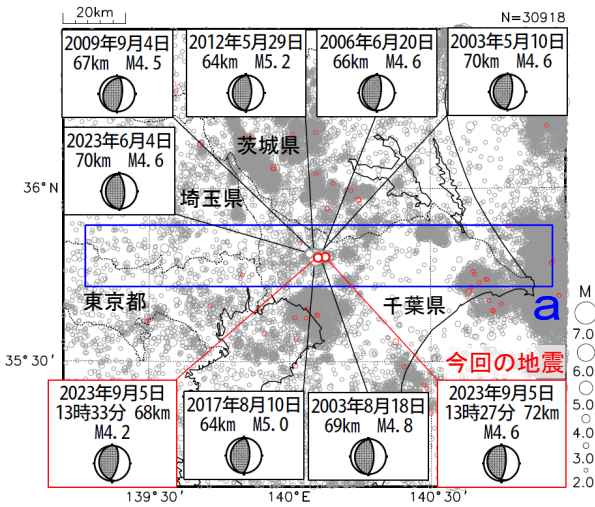 20km
N=30918
2009年9月4日
67km M4.5
2012年5月29日
64km M5.2
2006年6月20日
66km M4.6
2003年5月10日
70km M4.6
2023年6月4日
70km M4.6
茨城県
埼玉県
36°N
東京都
千葉県
a
35°30'
今回の地震
M
7.0
6.0
5.0
4.0
3.0
2.0
2023年9月5日
13時33分 68km
M4.2
2017年8月10日
64km M5.0
2003年8月18日
69km M4.8
2023年9月5日
13時27分 72km
M4.6
139°30'
140°E
140°30'